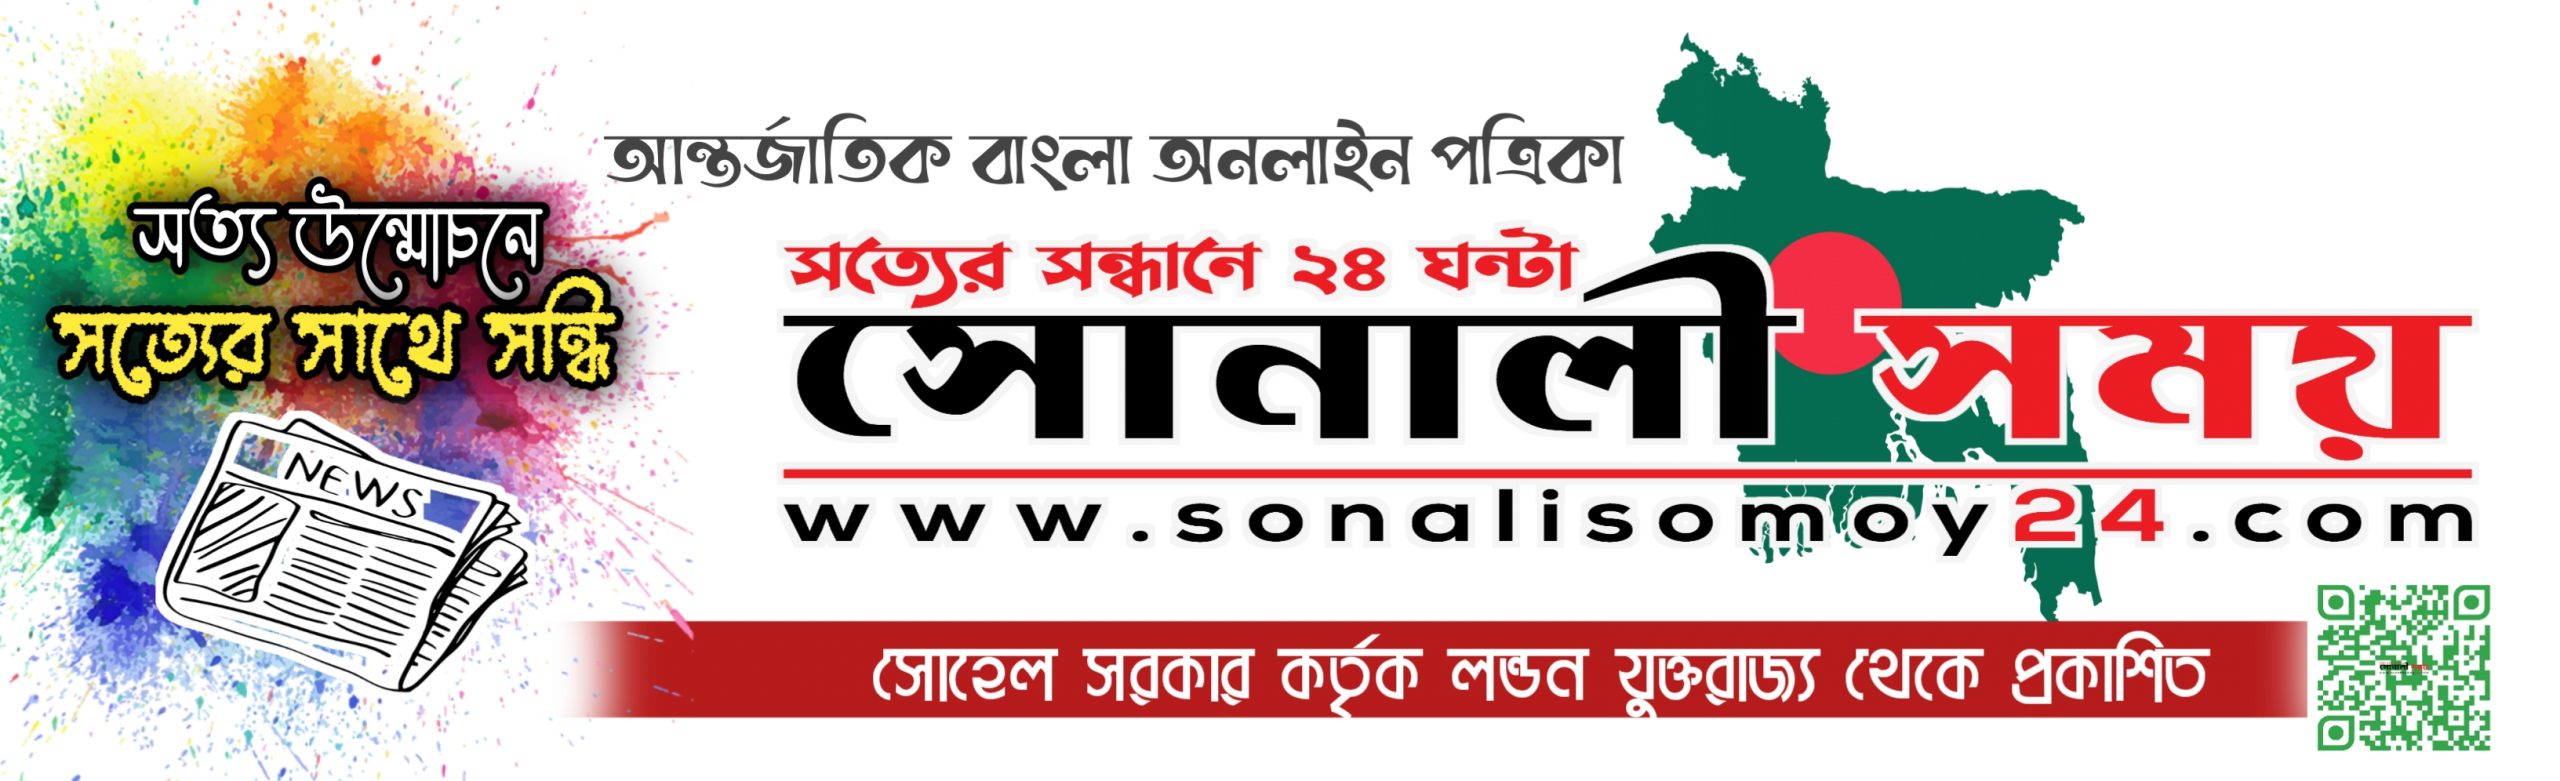 সত্য উন্মোচনে
সত্যের সাথে সন্ধি
NEWS
আন্তর্জাতিক বাংলা অনলাইন পত্রিকা
সত্যের সন্ধানে ২৪ ঘন্টা
সোনালী সময়
www.sonalisomoy24.com
সোহেল সরকার কর্তৃক লন্ডন যুক্তরাজ্য থেকে প্রকাশিত